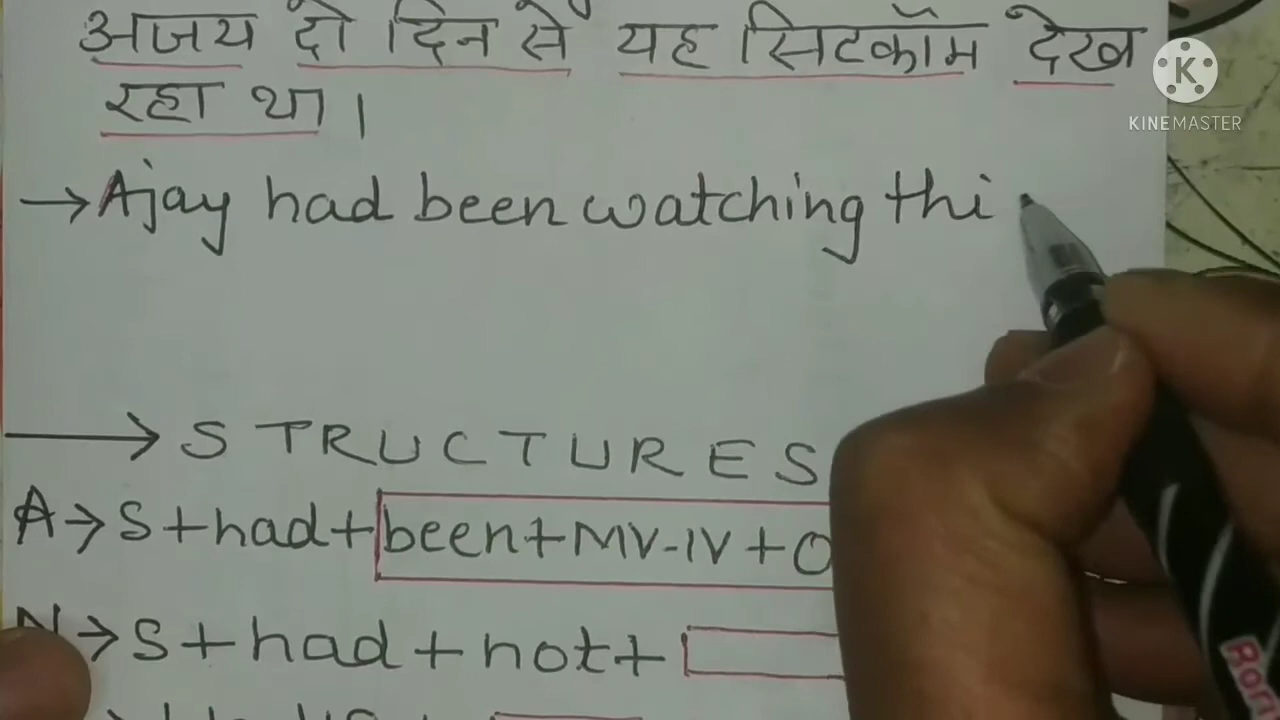 अजय दो दिन से यह सिटकॉम देख
रहा था।
→Ajay had been watching thi
→ STRUCTURES
A→S+had+been+MV-IV+O
N→S+had+not+
K
KINEMASTER